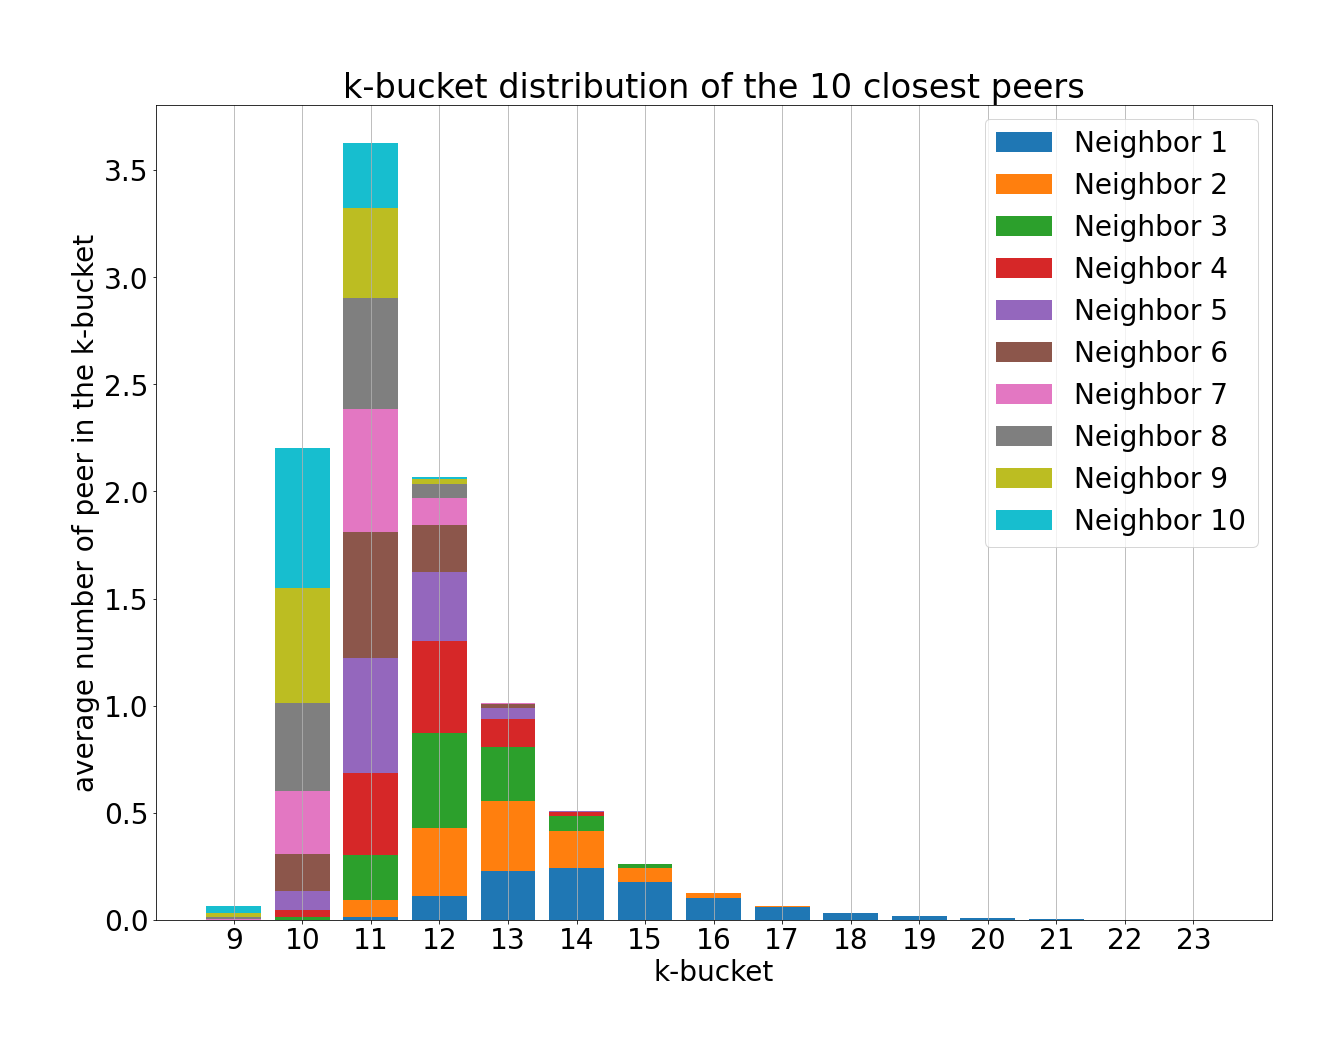 k-bucket distribution of the 10 closest peers
average number of peer in the k-bucket
3.5
3.0
2.5
2.0
1.5
1.0
0.5
0.0
Neighbor 1
Neighbor 2
Neighbor 3
Neighbor 4
Neighbor 5
Neighbor 6
Neighbor 7
Neighbor 8
Neighbor 9
Neighbor 10
9 10 11 12 13 14 15 16 17 18 19 20 21 22 23
k-bucket